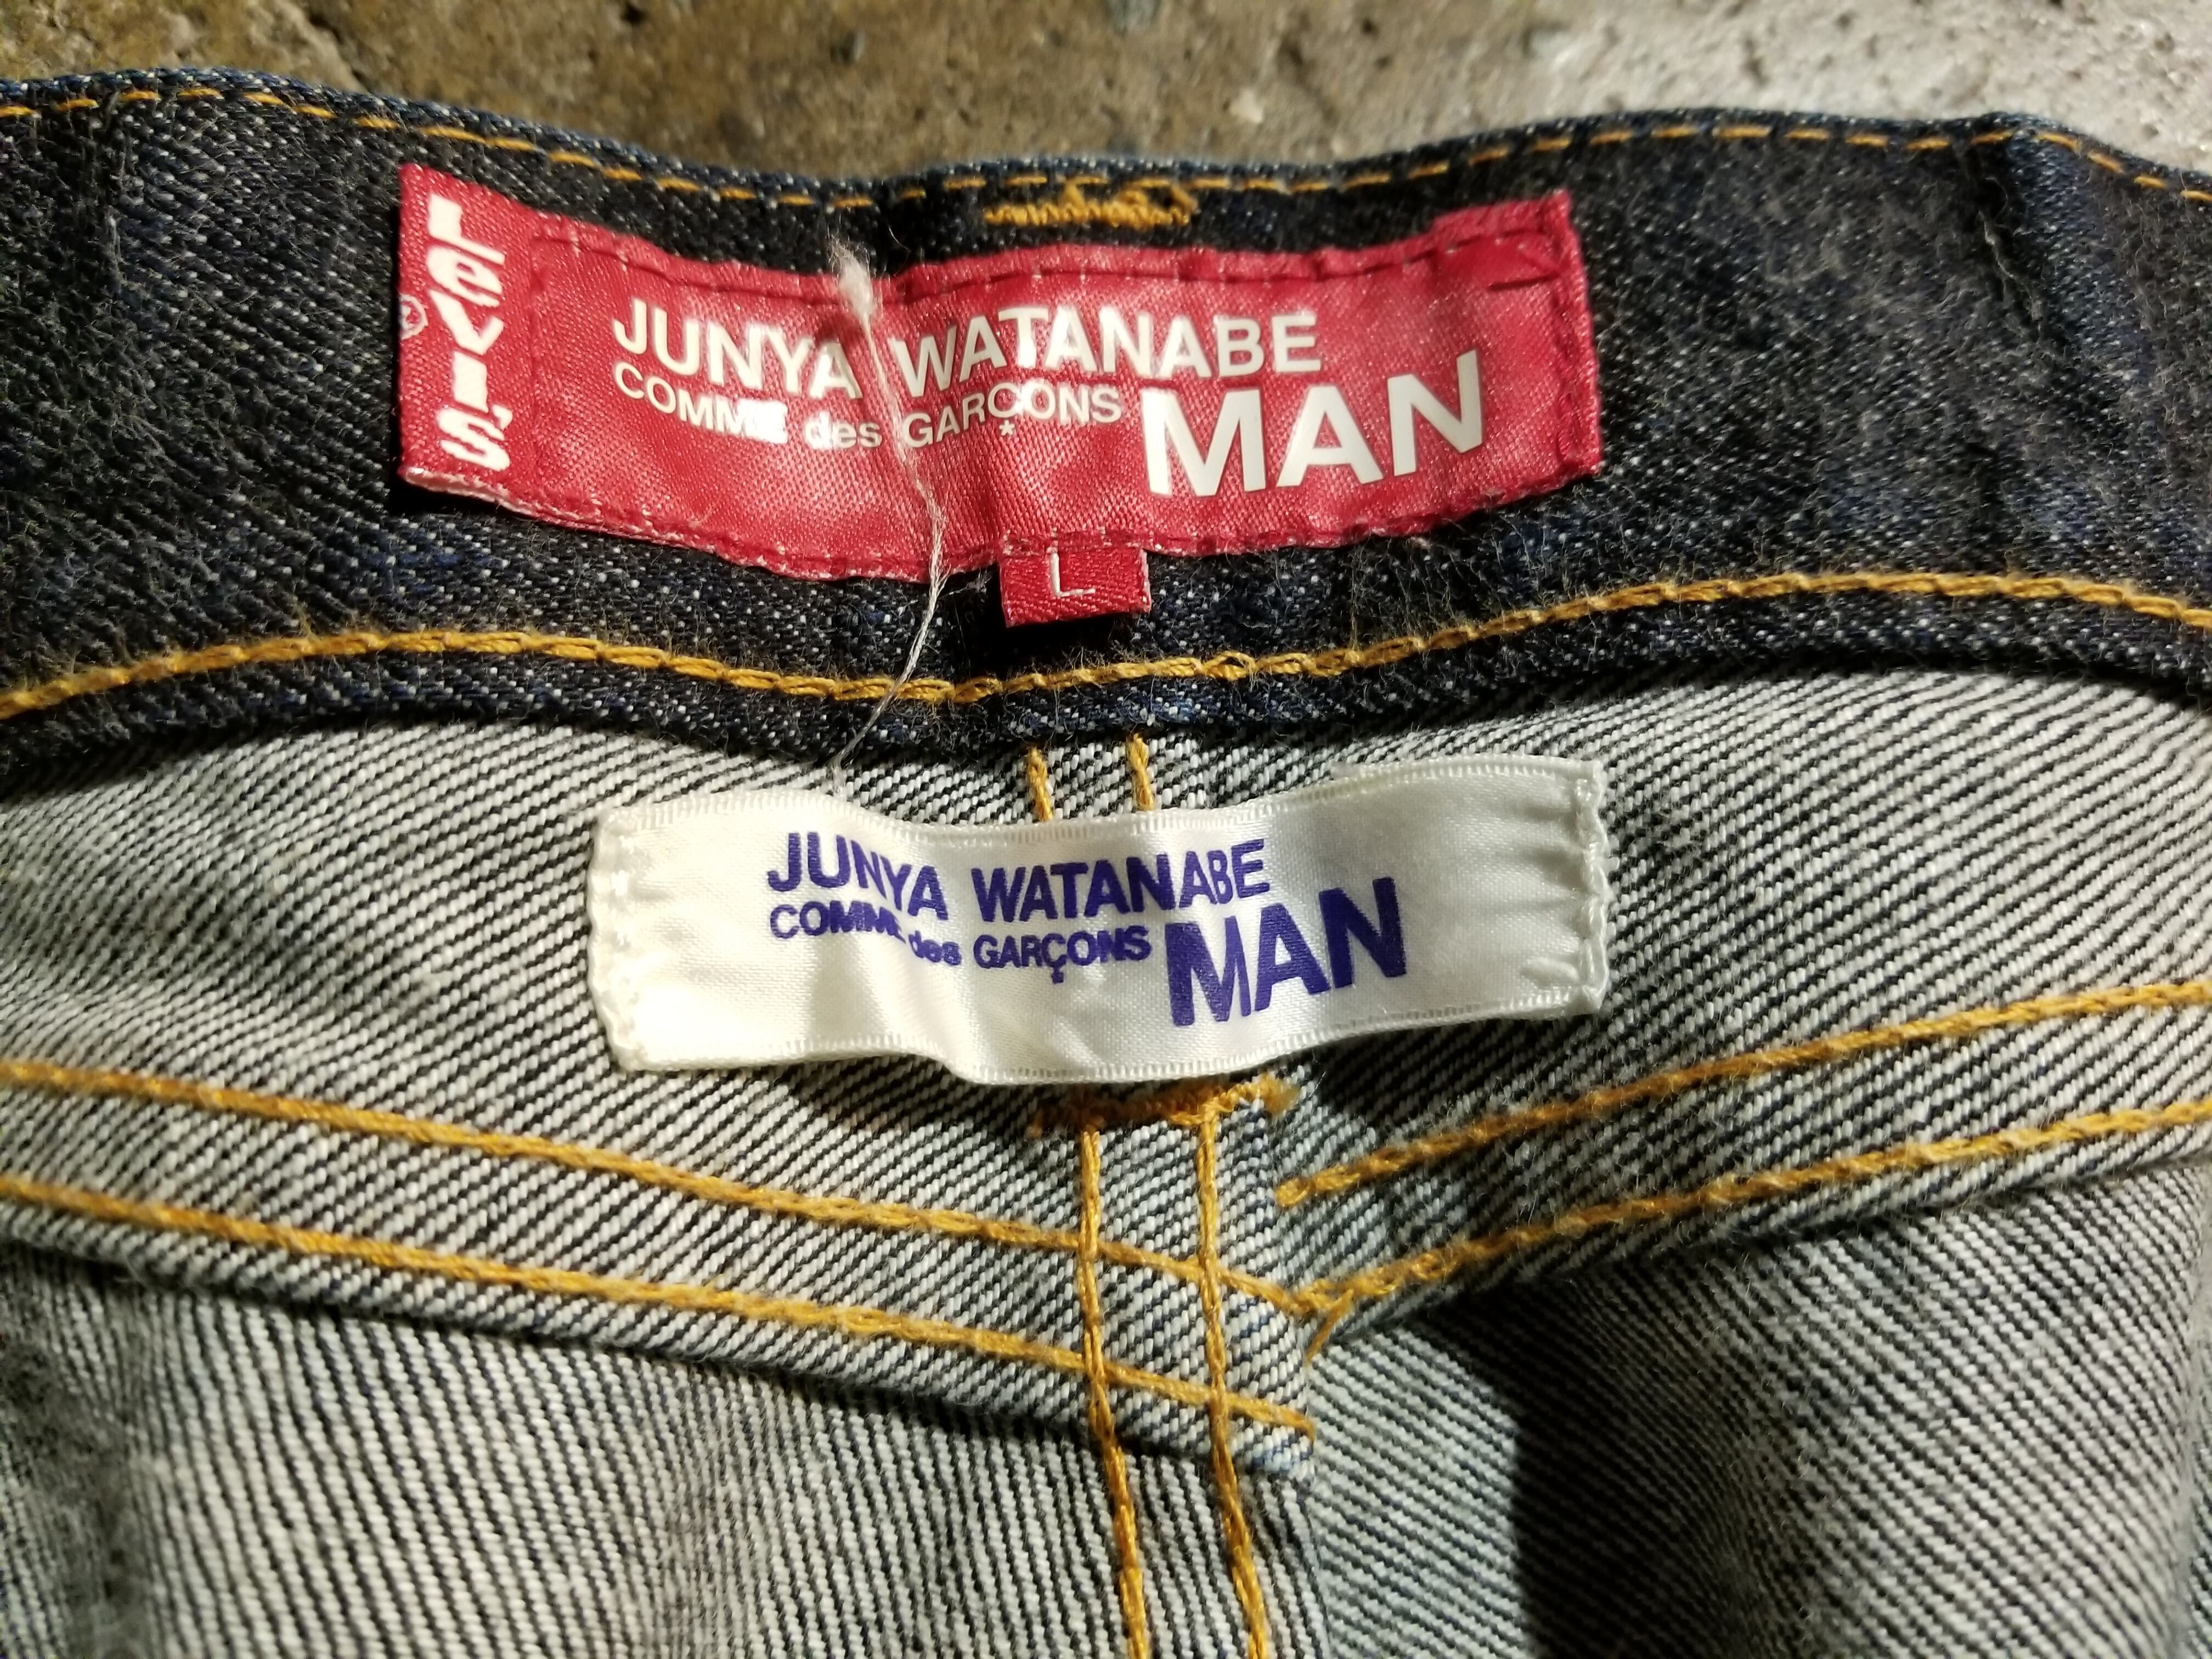 Levi's
®
JUNYA WATANABE
COMME des GARÇONS MAN
L
JUNYA WATANABE
COMME des GARÇONS MAN